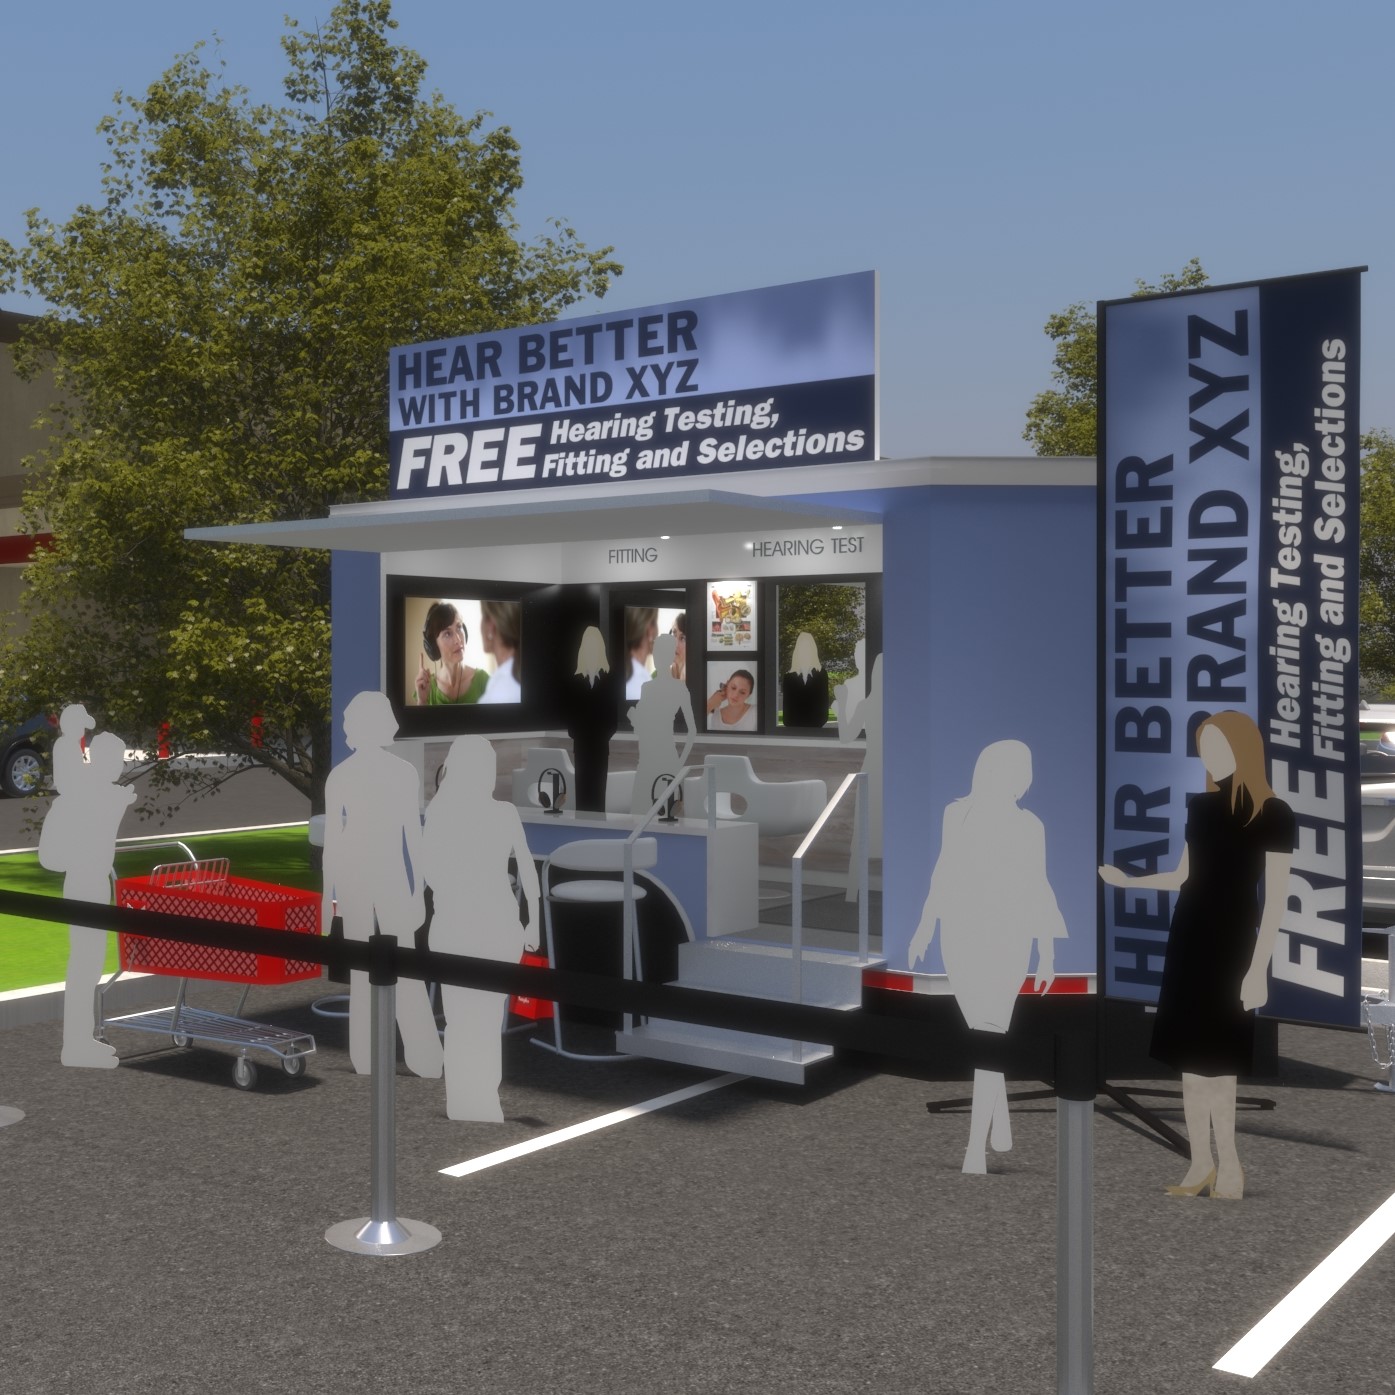 HEAR BETTER
WITH BRAND XYZ
FREE Hearing Testing,
Fitting and Selections
FITTING
HEARING TEST
HEAR BETTER
BRAND XYZ
FREE Hearing Testing,
Fitting and Selections